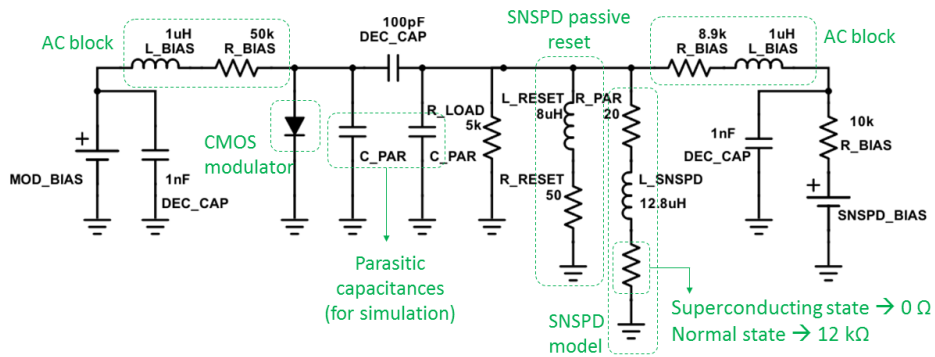 AC block
1uH
L_BIAS
50k
R_BIAS
100pF
DEC_CAP
SNSPD passive
reset
8.9k
R_BIAS
1uH
L_BIAS
AC block
MOD_BIAS
1nF
DEC_CAP
CMOS
modulator
C_PAR
C_PAR
R_LOAD
5k
L_RESET
8uH
R_RESET
50
R_PAR
20
L_SNSPD
12.8uH
1nF
DEC_CAP
10k
R_BIAS
SNSPD_BIAS
Parasitic
capacitances
(for simulation)
SNSPD
model
Superconducting state → 0 Ω
Normal state → 12 kΩ